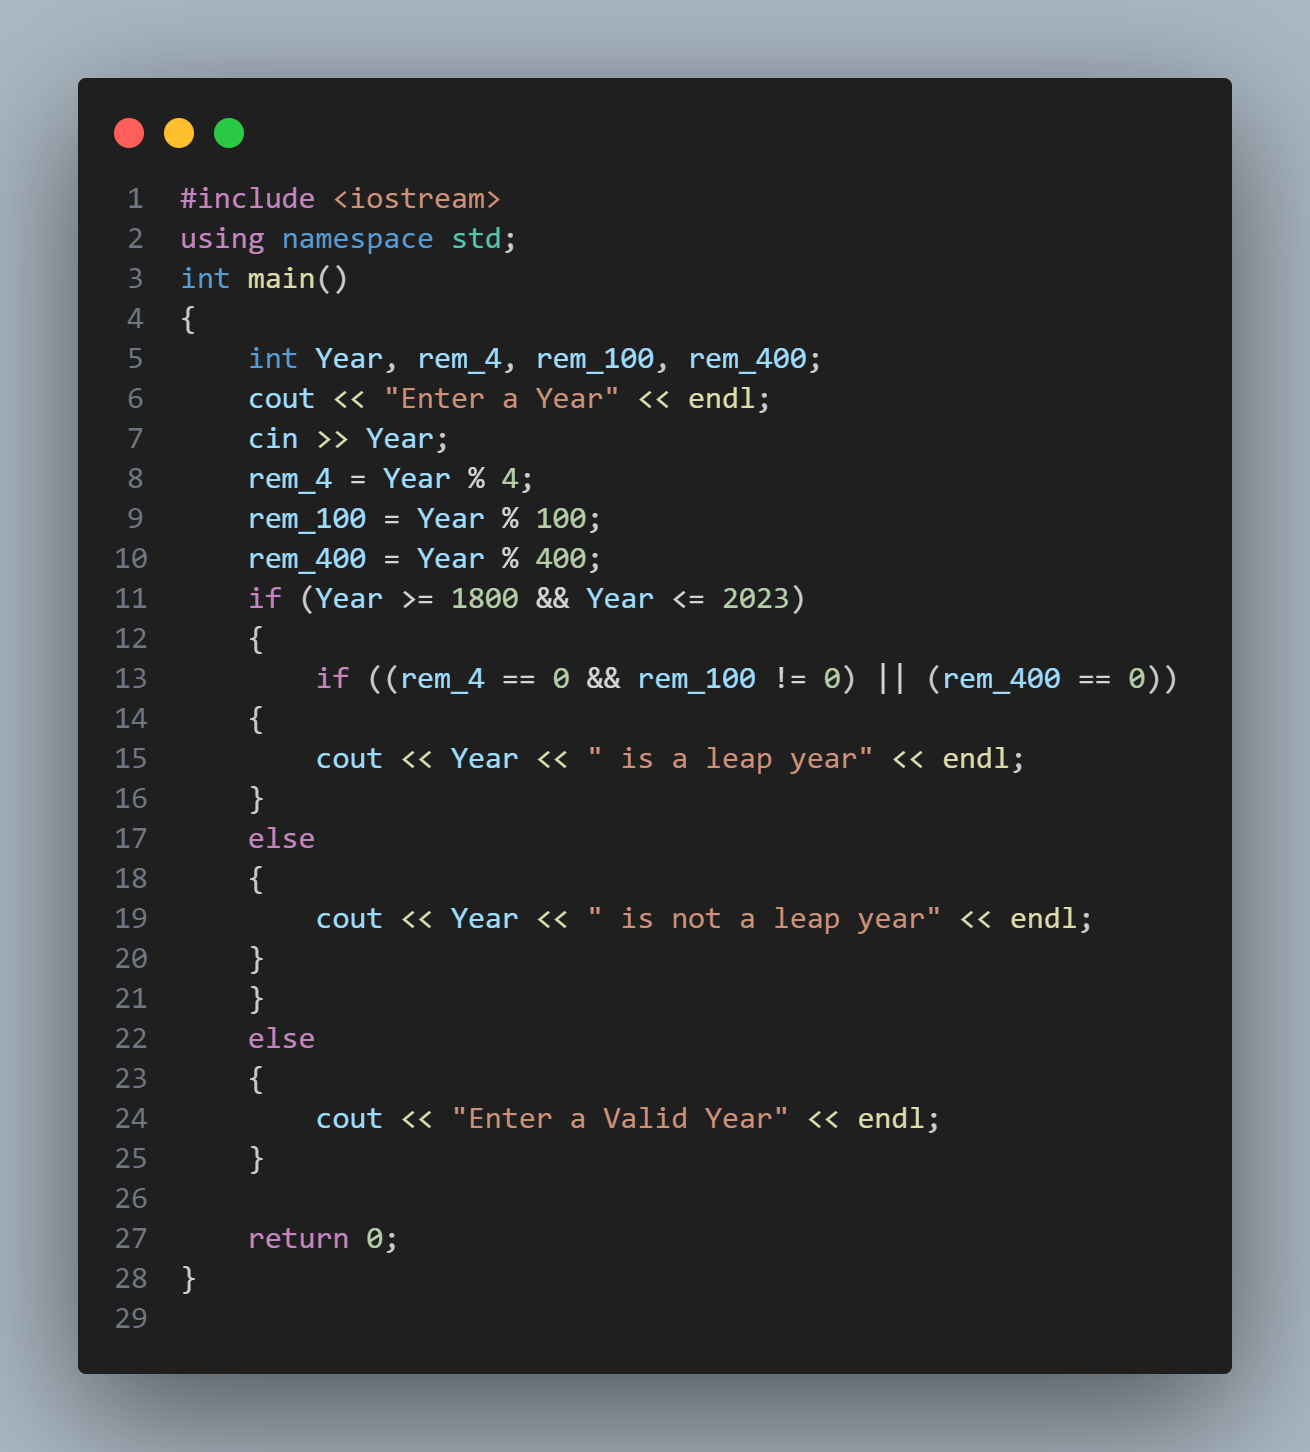 1 #include <iostream>
2 using namespace std;
3 int main()
4 {
5     int Year, rem_4, rem_100, rem_400;
6     cout << "Enter a Year" << endl;
7     cin >> Year;
8     rem_4 = Year % 4;
9     rem_100 = Year % 100;
10     rem_400 = Year % 400;
11     if (Year >= 1800 && Year <= 2023)
12     {
13         if ((rem_4 == 0 && rem_100 != 0) || (rem_400 == 0))
14     {
15         cout << Year << " is a leap year" << endl;
16     }
17     else
18     {
19         cout << Year << " is not a leap year" << endl;
20     }
21     }
22     else
23     {
24         cout << "Enter a Valid Year" << endl;
25     }
26
27     return 0;
28 }
29